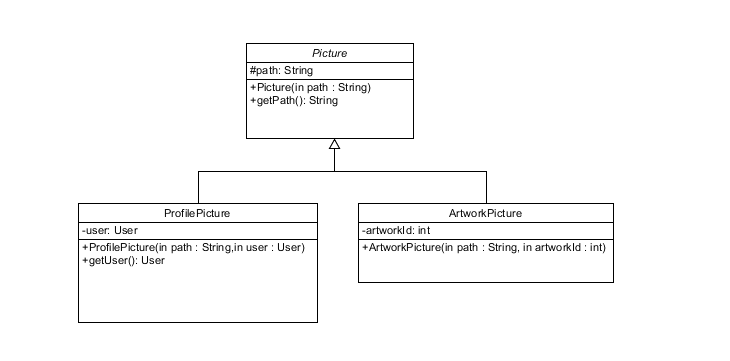 Picture
#path: String
+Picture(in path : String)
+getPath(): String
ProfilePicture
-user: User
+ProfilePicture(in path : String,in user : User)
+getUser(): User
ArtworkPicture
-artworkId: int
+ArtworkPicture(in path : String, in artworkId : int)